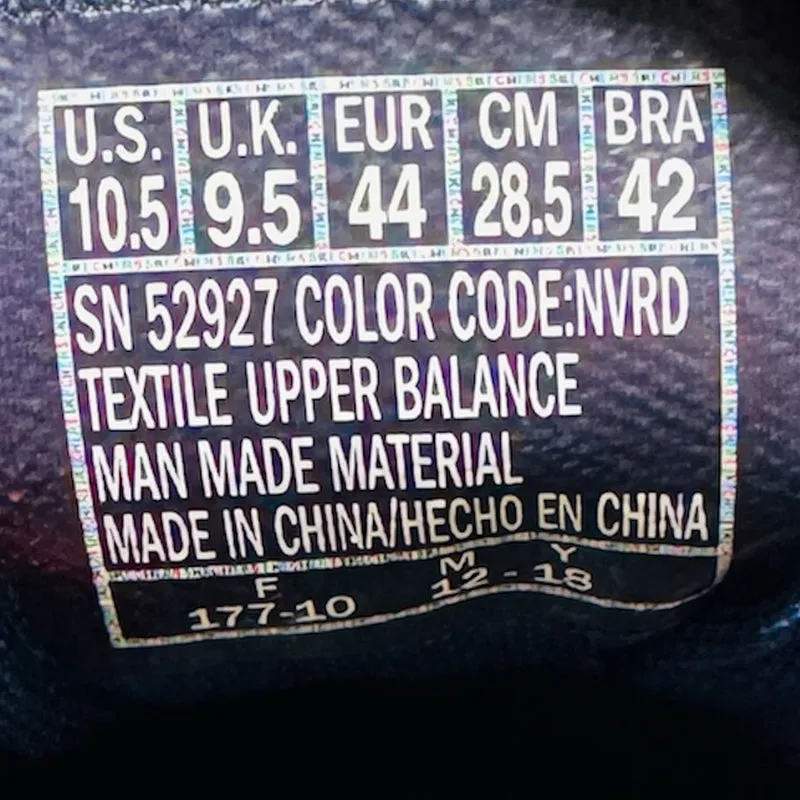 U.S. U.K. EUR CM BRA
10.5 9.5 44 28.5 42
SN 52927 COLOR CODE:NVRD
TEXTILE UPPER BALANCE
MAN MADE MATERIAL
MADE IN CHINA/HECHO EN CHINA
F M Y
177-10 12-18